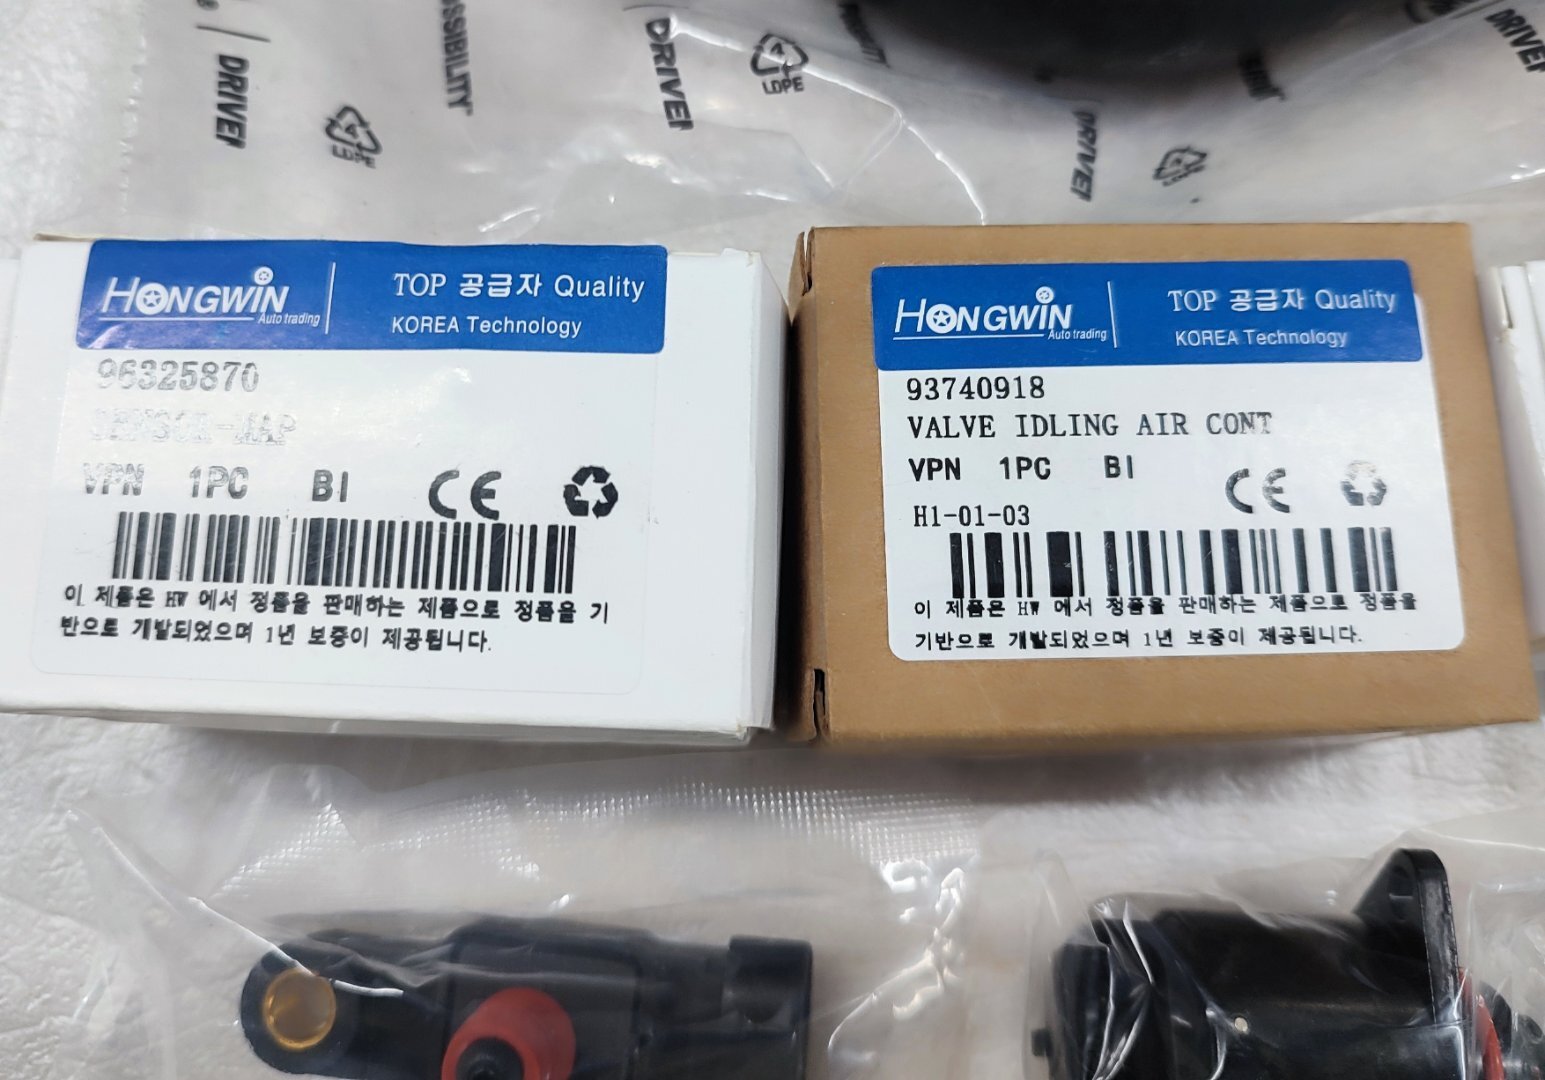 DRIVEN
DRIVEN
4
LDPE
DRIVEN
HONGWIN
Auto trading
TOP 공급자 Quality
KOREA Technology
96325870
SENSOR-MAP
VPN 1PC BI CE
이 제품은 HW 에서 정품을 판매하는 제품으로 정품을 기
반으로 개발되었으며 1년 보증이 제공됩니다.
HONGWIN
Auto trading
TOP 공급자 Quality
KOREA Technology
93740918
VALVE IDLING AIR CONT
VPN 1PC BI CE
H1-01-03
이 제품은 HW 에서 정품을 판매하는 제품으로 정품을
기반으로 개발되었으며 1년 보증이 제공됩니다.